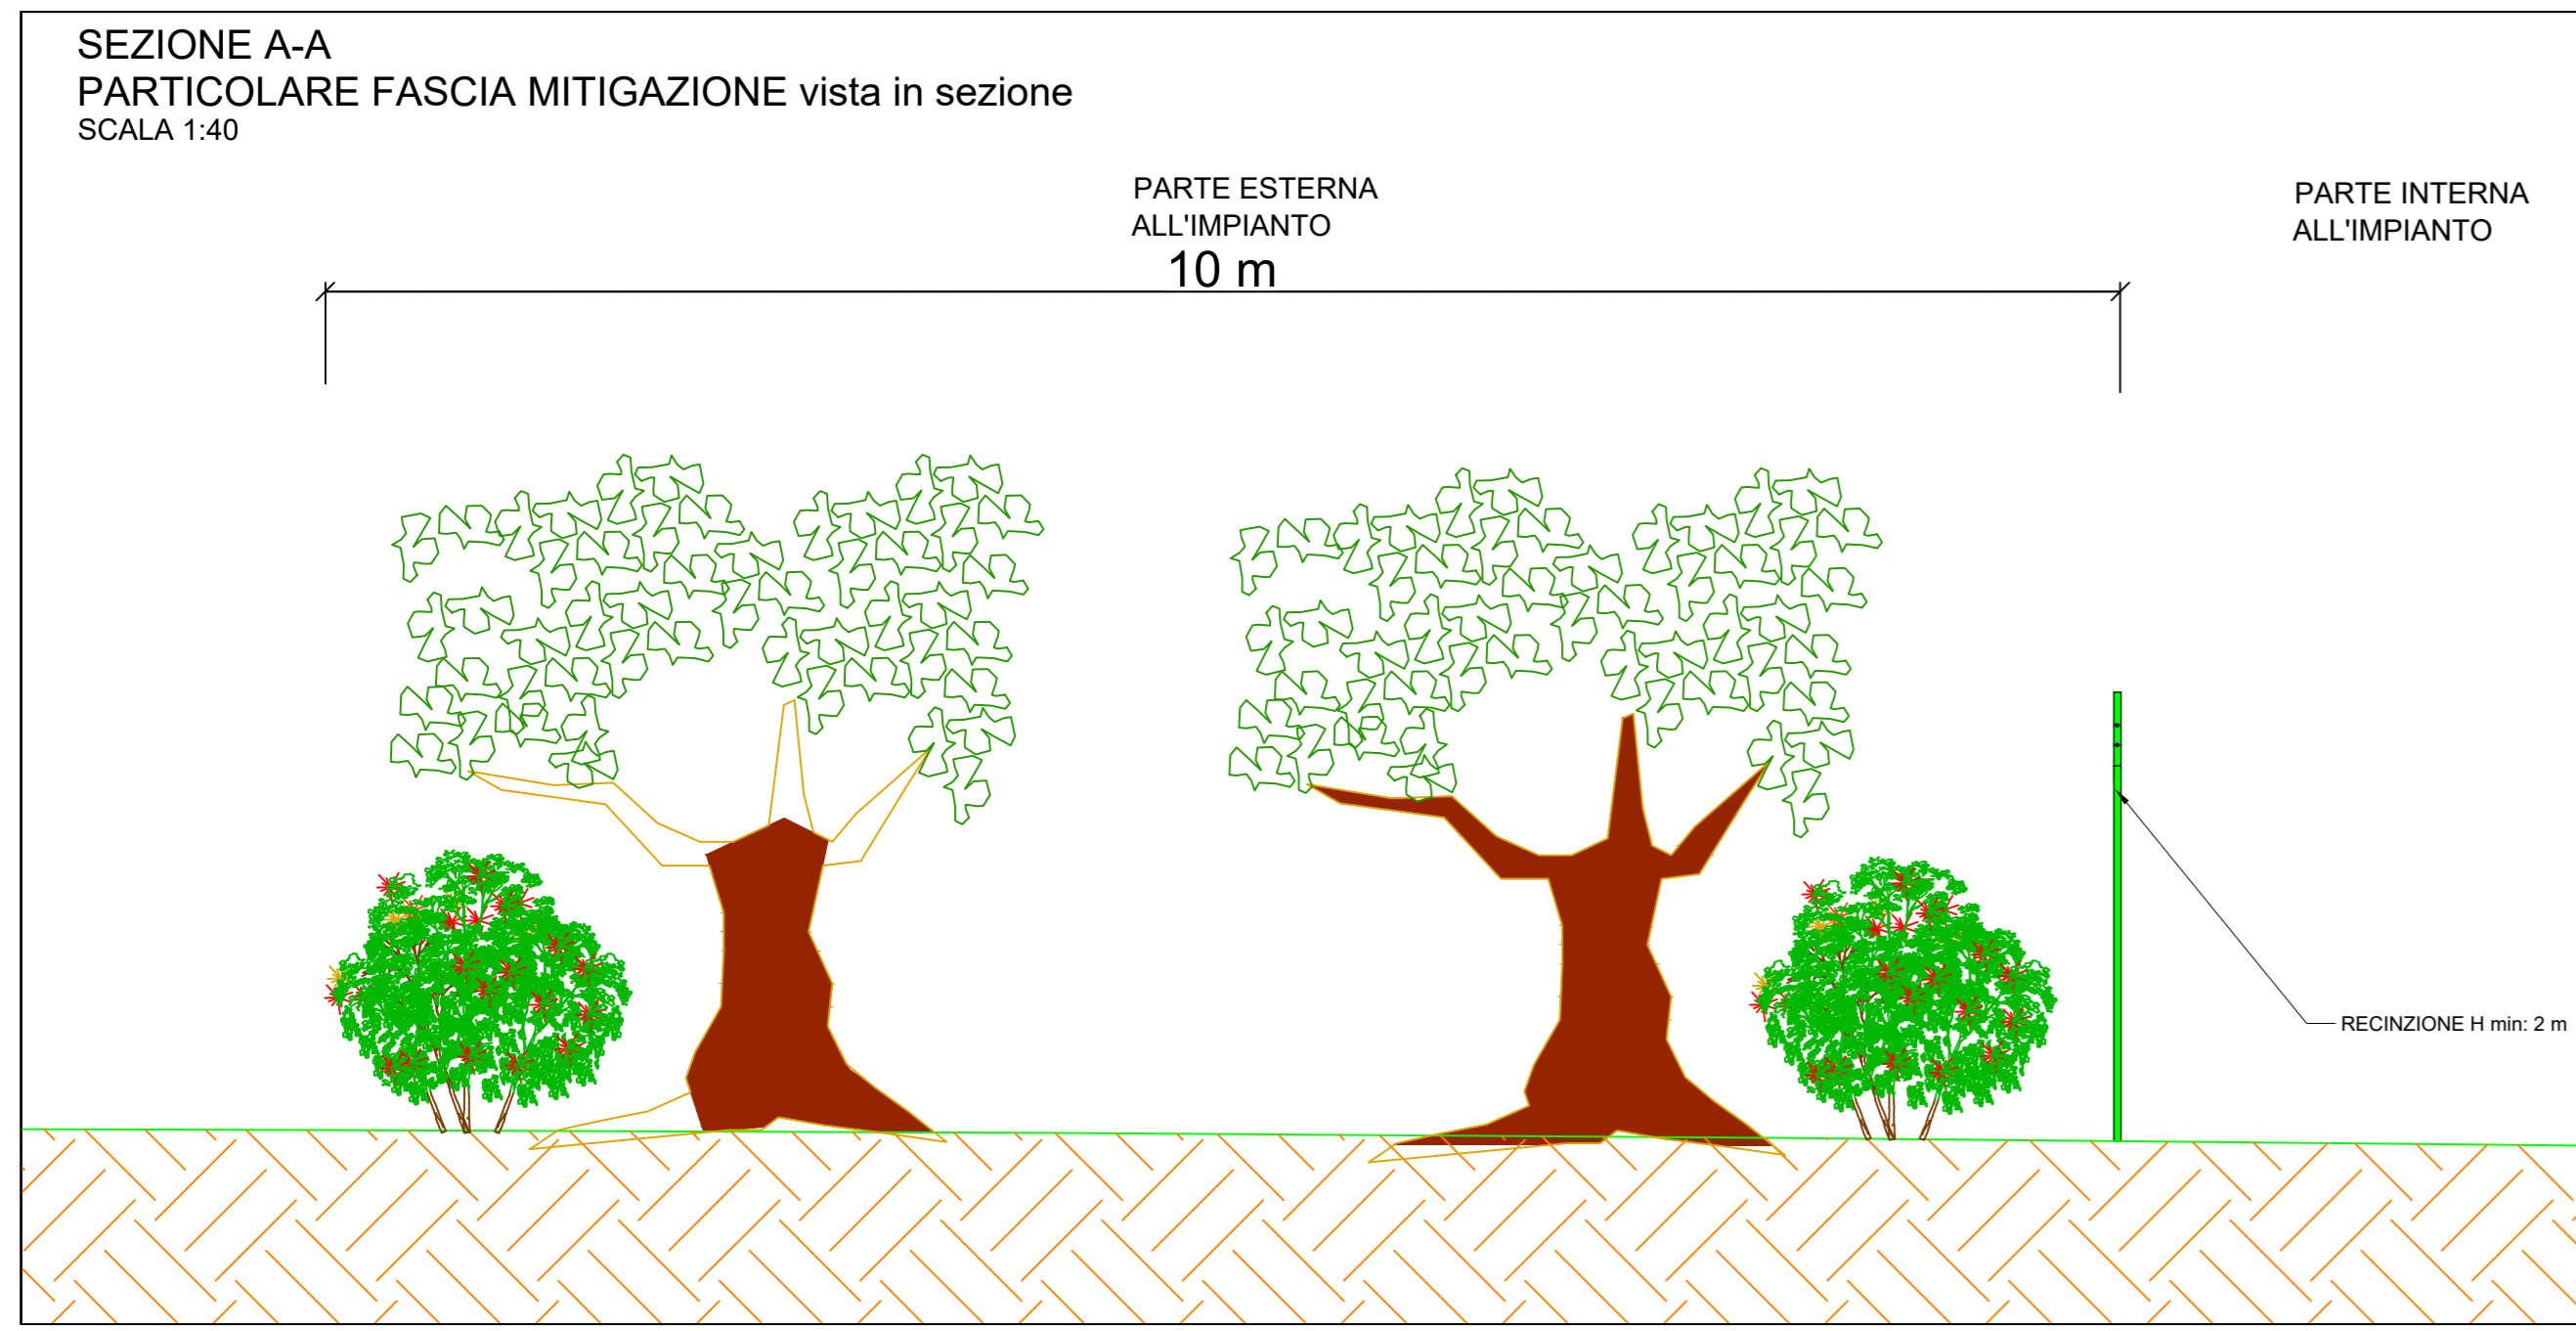 SEZIONE A-A
PARTICOLARE FASCIA MITIGAZIONE vista in sezione
SCALA 1:40
PARTE ESTERNA
ALL'IMPIANTO
10 m
PARTE INTERNA
ALL'IMPIANTO
RECINZIONE H min: 2 m